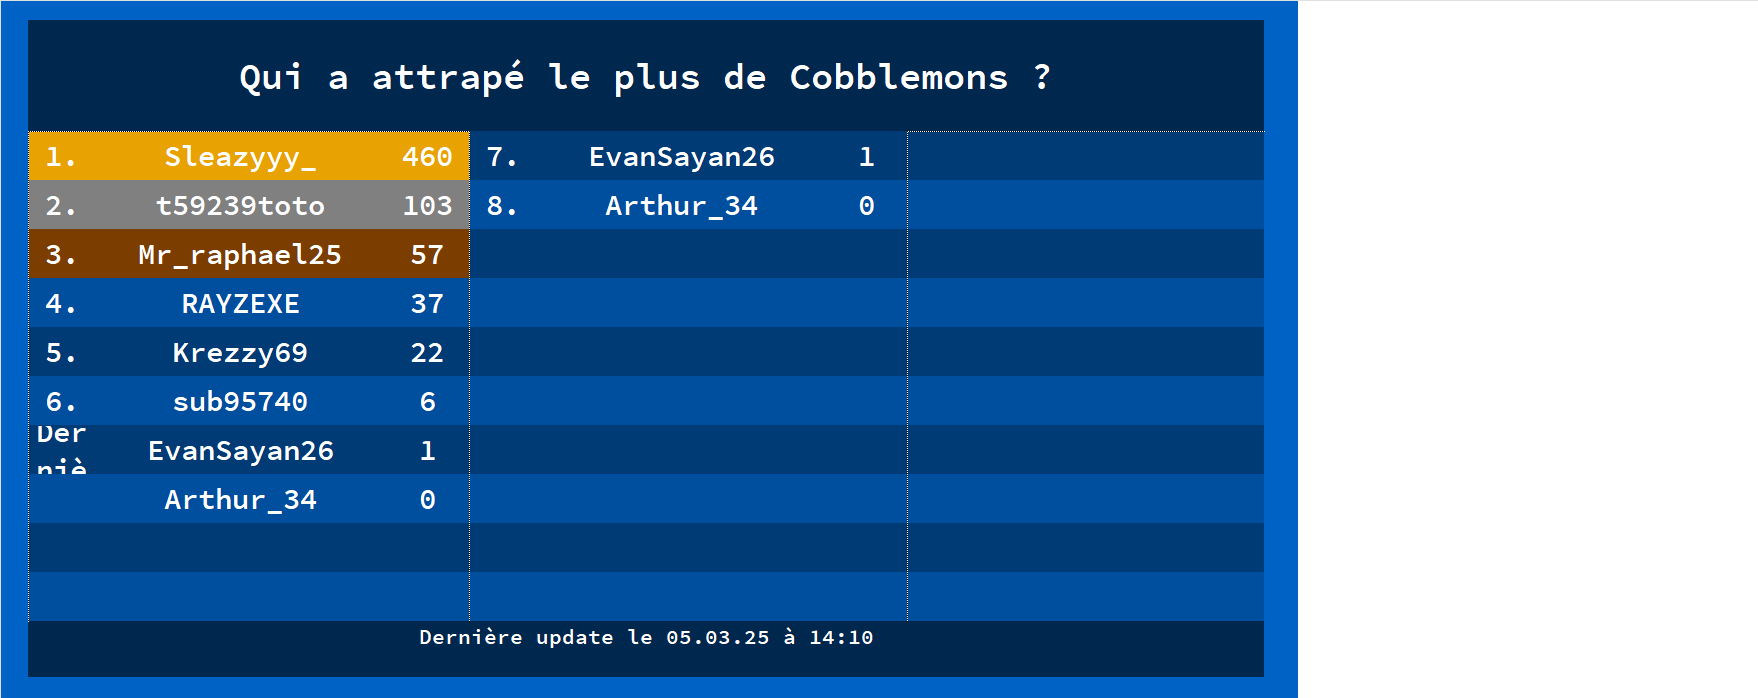 Qui a attrapé le plus de Cobblemons ?
1. Sleazyyy_ 460
2. t59239toto 103
3. Mr_raphael25 57
4. RAYZEXE 37
5. Krezzy69 22
6. sub95740 6
Der
niè
EvanSayan26 1
Arthur_34 0
7. EvanSayan26 1
8. Arthur_34 0
Dernière update le 05.03.25 à 14:10